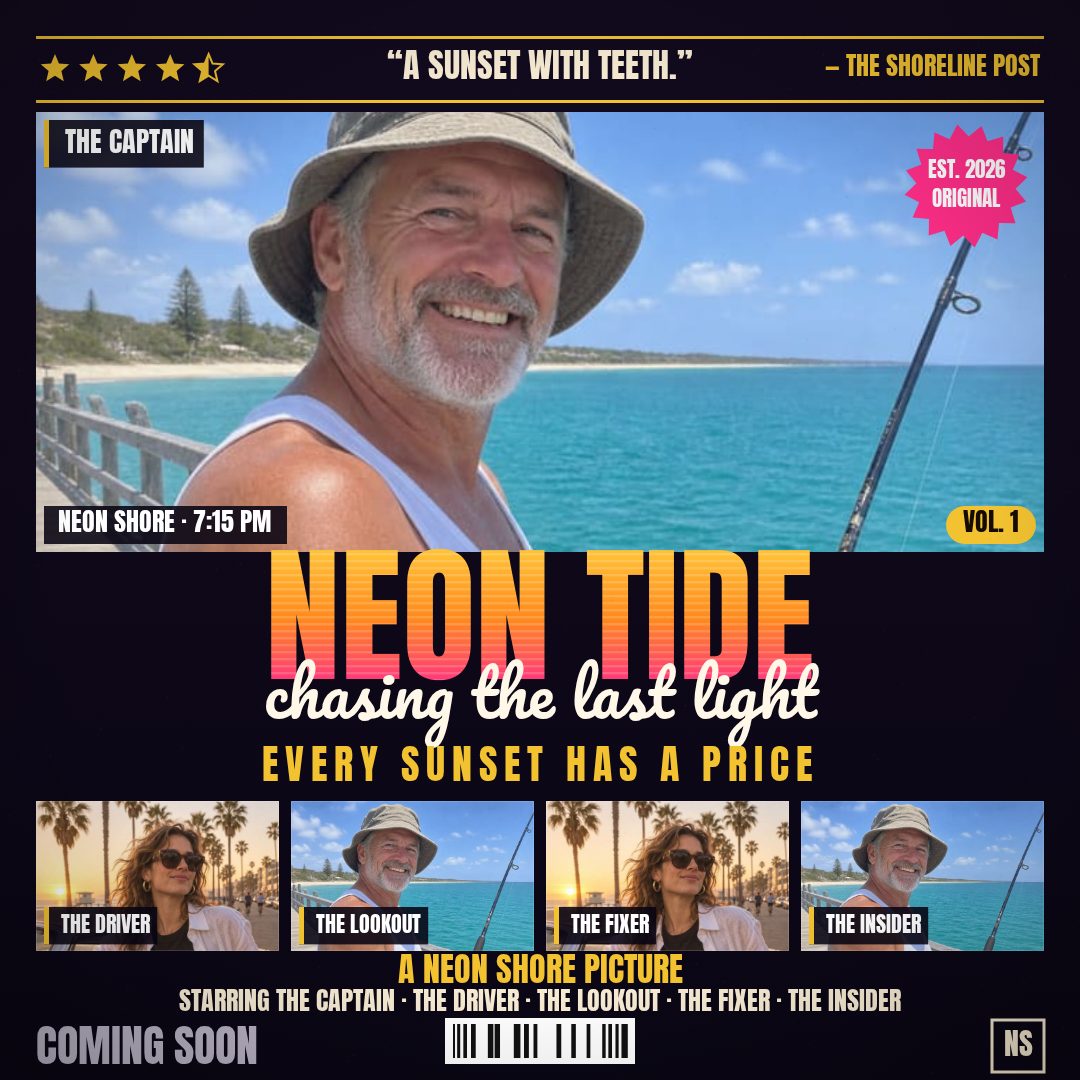 “A SUNSET WITH TEETH.”
– THE SHORELINE POST
THE CAPTAIN
EST. 2026
ORIGINAL
NEON SHORE · 7:15 PM
VOL. 1
NEON TIDE
chasing the last light
EVERY SUNSET HAS A PRICE
THE DRIVER
THE LOOKOUT
THE FIXER
THE INSIDER
A NEON SHORE PICTURE
STARRING THE CAPTAIN · THE DRIVER · THE LOOKOUT · THE FIXER · THE INSIDER
COMING SOON
NS